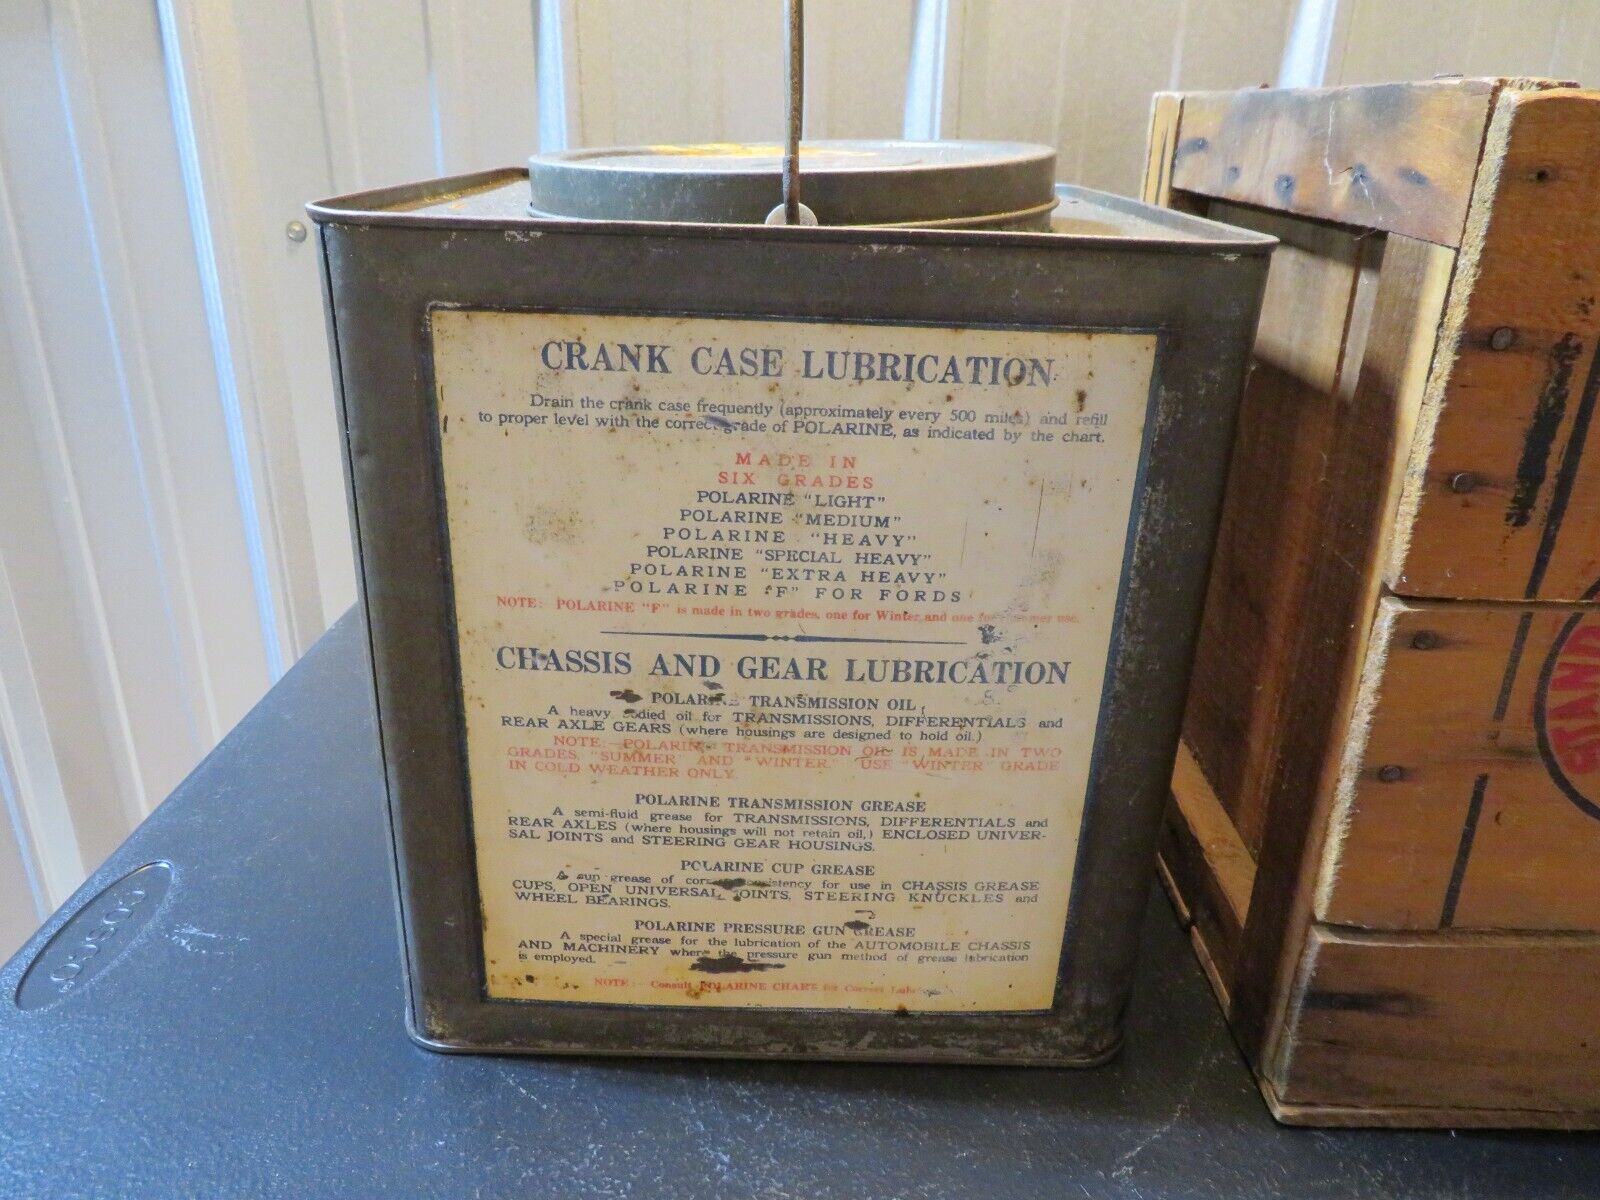 CRANK CASE LUBRICATION
Drain the crank case frequently (approximately every 500 miles) and refill
to proper level with the correct grade of POLARINE, as indicated by the chart.
MADE IN
SIX GRADES
POLARINE "LIGHT"
POLARINE "MEDIUM"
POLARINE "HEAVY"
POLARINE "SPECIAL HEAVY"
POLARINE "EXTRA HEAVY"
POLARINE "F" FOR FORDS
NOTE: POLARINE "F" is made in two grades, one for Winter and one for Summer use.
CHASSIS AND GEAR LUBRICATION
POLARINE TRANSMISSION OIL
A heavy bodied oil for TRANSMISSIONS, DIFFERENTIALS and
REAR AXLE GEARS (where housings are designed to hold oil.)
NOTE:—POLARINE TRANSMISSION OIL IS MADE IN TWO
GRADES, "SUMMER" AND "WINTER." USE "WINTER" GRADE
IN COLD WEATHER ONLY.
POLARINE TRANSMISSION GREASE
A semi-fluid grease for TRANSMISSIONS, DIFFERENTIALS and
REAR AXLES (where housings will not retain oil,) ENCLOSED UNIVER-
SAL JOINTS and STEERING GEAR HOUSINGS.
POLARINE CUP GREASE
A cup grease of consistency for use in CHASSIS GREASE
CUPS, OPEN UNIVERSAL JOINTS, STEERING KNUCKLES and
WHEEL BEARINGS.
POLARINE PRESSURE GUN GREASE
A special grease for the lubrication of the AUTOMOBILE CHASSIS
AND MACHINERY where the pressure gun method of grease lubrication
is employed.
NOTE:—Consult POLARINE CHART for Correct
STAND
COSCO